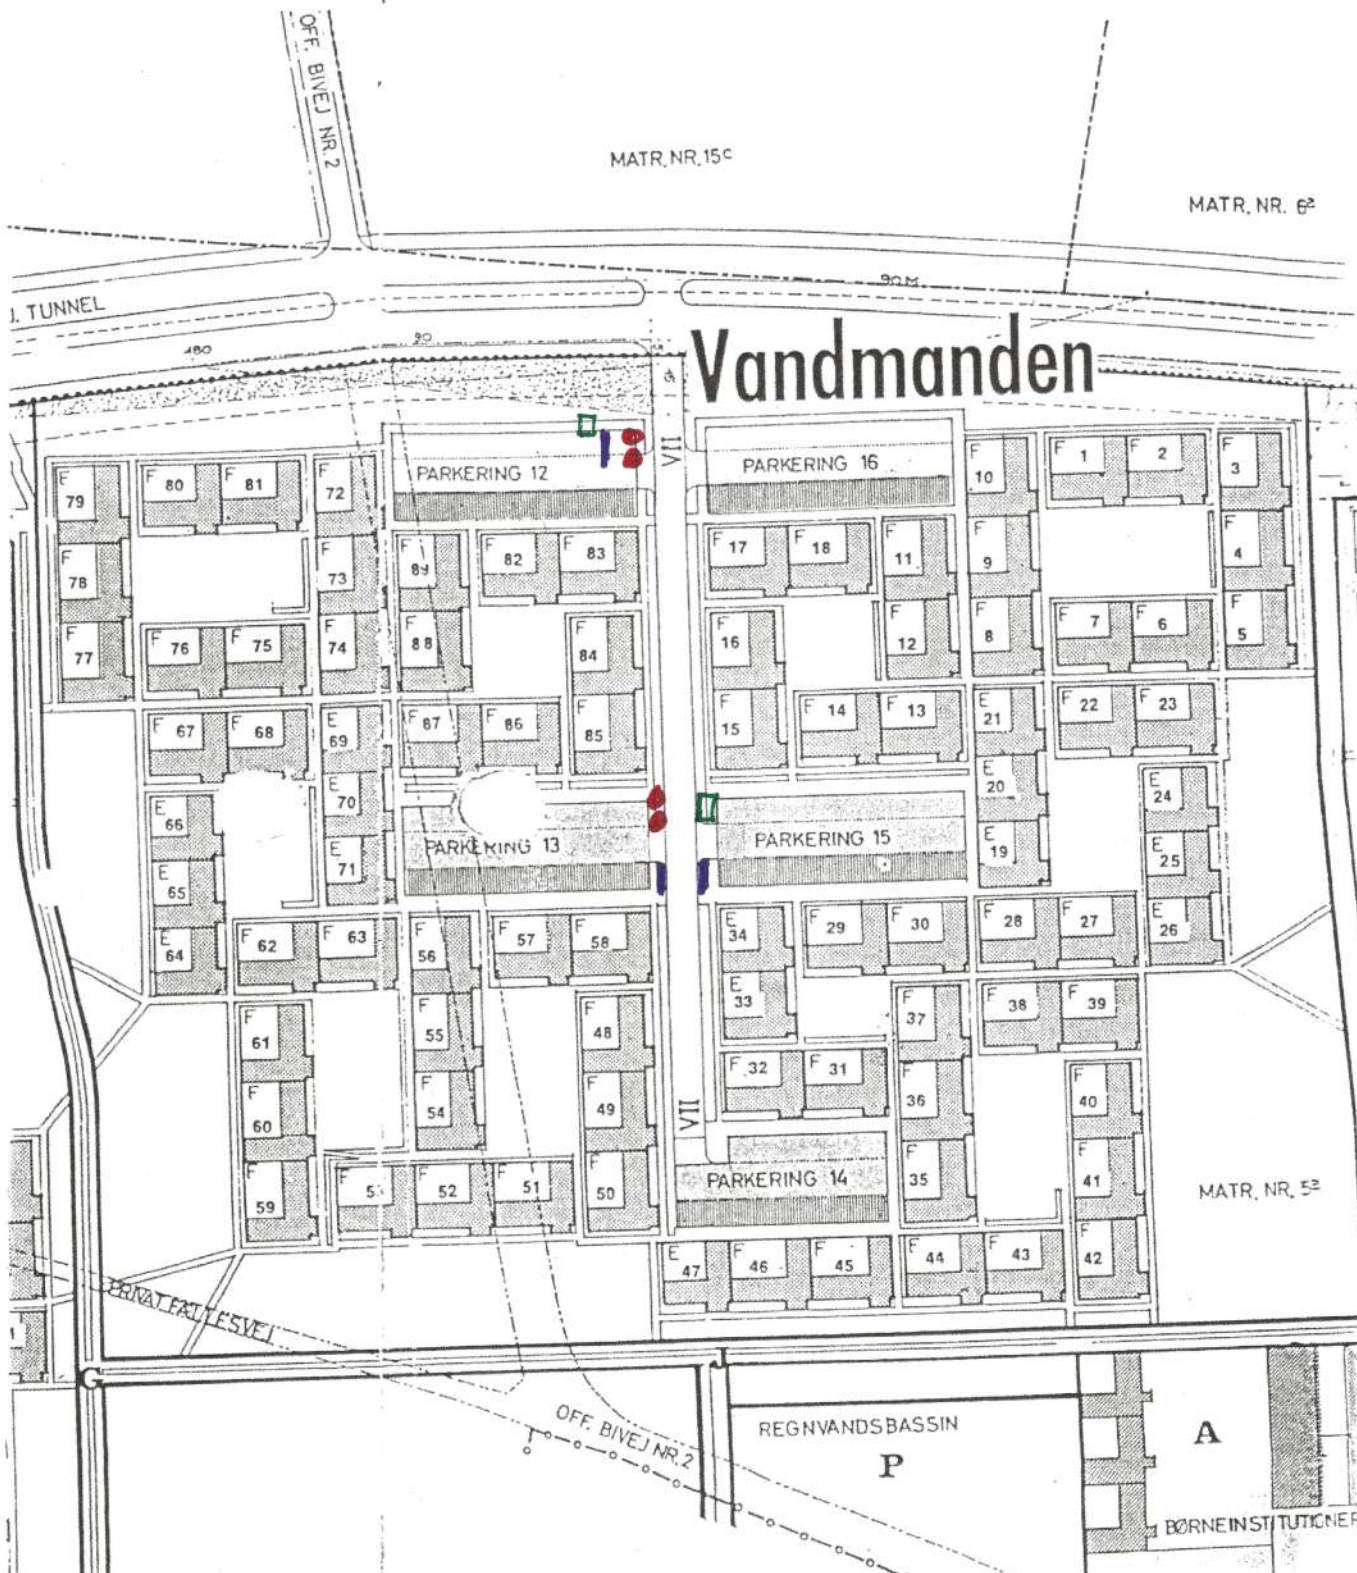 OFF. BIVEJ NR.2
MATR. NR. 15c
MATR. NR. 6a
J. TUNNEL
90 M
180
90
45
Vandmanden
VII
PARKERING 12
PARKERING 16
F 79
F 80
F 81
F 72
F 10
F 1
F 2
F 3
F 78
F 73
F 89
F 82
F 83
F 17
F 18
F 11
F 9
F 4
F 77
F 76
F 75
F 74
F 88
F 84
F 16
F 12
F 8
F 7
F 6
F 5
F 67
F 68
E 69
F 87
F 86
F 85
F 15
F 14
F 13
E 21
F 22
F 23
E 66
E 70
E 20
E 24
PARKERING 13
PARKERING 15
E 65
E 71
E 19
E 25
E 64
F 62
F 63
F 56
F 57
F 58
E 34
F 29
F 30
F 28
F 27
E 26
F 61
F 55
F 48
E 33
F 37
F 38
F 39
F 60
F 54
F 49
F 32
F 31
F 36
F 40
VII
F 59
F
F 52
F 51
F 50
PARKERING 14
F 35
F 41
MATR. NR. 5a
E 47
F 46
F 45
F 44
F 43
F 42
PRIVAT FÆLLESVEJ
1
G
J
OFF. BIVEJ NR.2
REGNVANDSBASSIN
P
A
BØRNEINSTITUTIONER